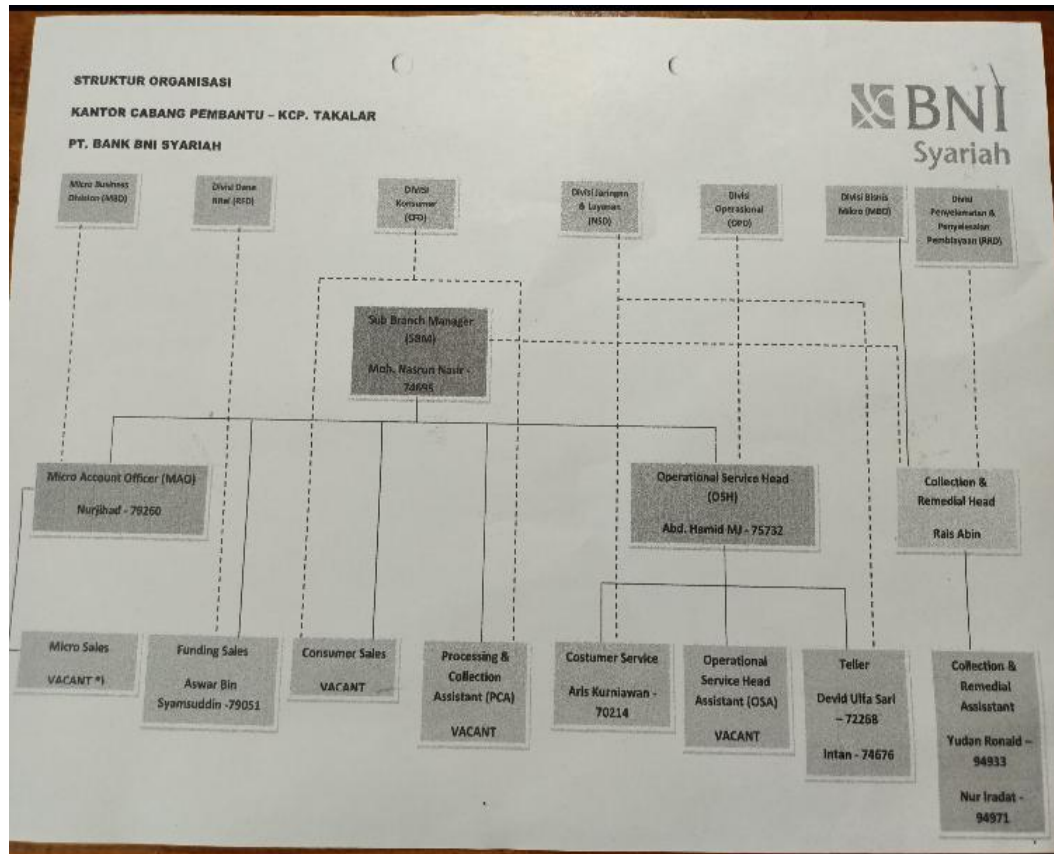 STRUKTUR ORGANISASI
KANTOR CABANG PEMBANTU – KCP. TAKALAR
PT. BANK BNI SYARIAH
BNI
Syariah
Micro Business
Division (MBD)
Divisi Dana
Ritel (RFD)
Divisi
Konsumer
(CFD)
Divisi Jaringan
& Layanan
(NSD)
Divisi
Operasional
(OPD)
Divisi Bisnis
Mikro (MBD)
Divisi
Penyelamatan &
Penyelesaian
Pembiayaan (RRD)
Sub Branch Manager
(SBM)
Moh. Nasrun Nasir -
74695
Micro Account Officer (MAO)
Nurjihad - 79260
Operational Service Head
(OSH)
Abd. Hamid MJ - 75732
Collection &
Remedial Head
Rais Abin
Micro Sales
VACANT *)
Funding Sales
Aswar Bin
Syamsuddin -79051
Consumer Sales
VACANT
Processing &
Collection
Assistant (PCA)
VACANT
Costumer Service
Aris Kurniawan -
70214
Operational
Service Head
Assistant (OSA)
VACANT
Teller
Devid Ulfa Sari
– 72268
Intan - 74676
Collection &
Remedial
Assisstant
Yudan Ronald –
94933
Nur Iradat -
94971